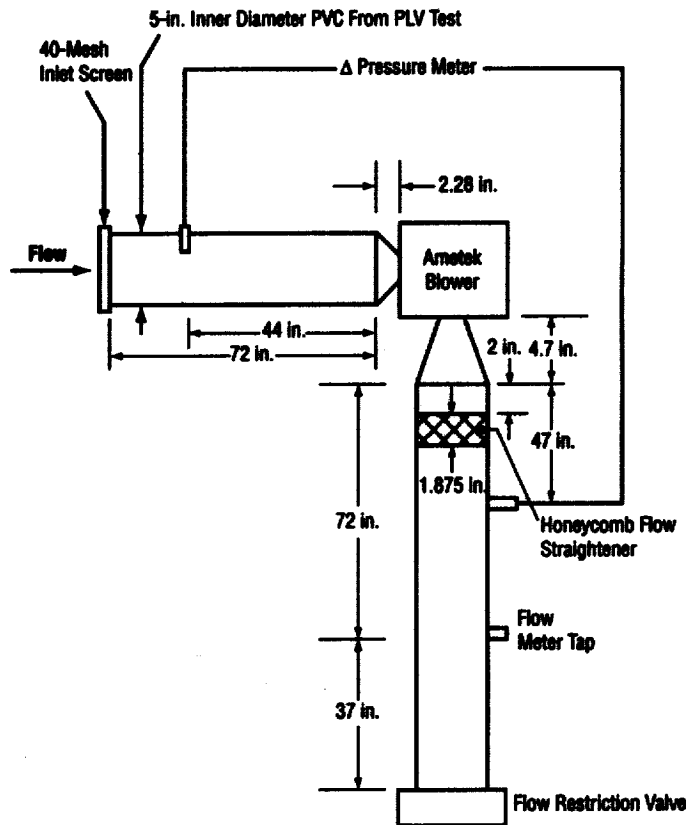 5-in. Inner Diameter PVC From PLV Test
40-Mesh
Inlet Screen
Δ Pressure Meter
2.28 in.
Flow
Ametek
Blower
44 in.
72 in.
2 in.
4.7 in.
47 in.
1.875 in.
72 in.
Honeycomb Flow
Straightener
Flow
Meter Tap
37 in.
Flow Restriction Valve